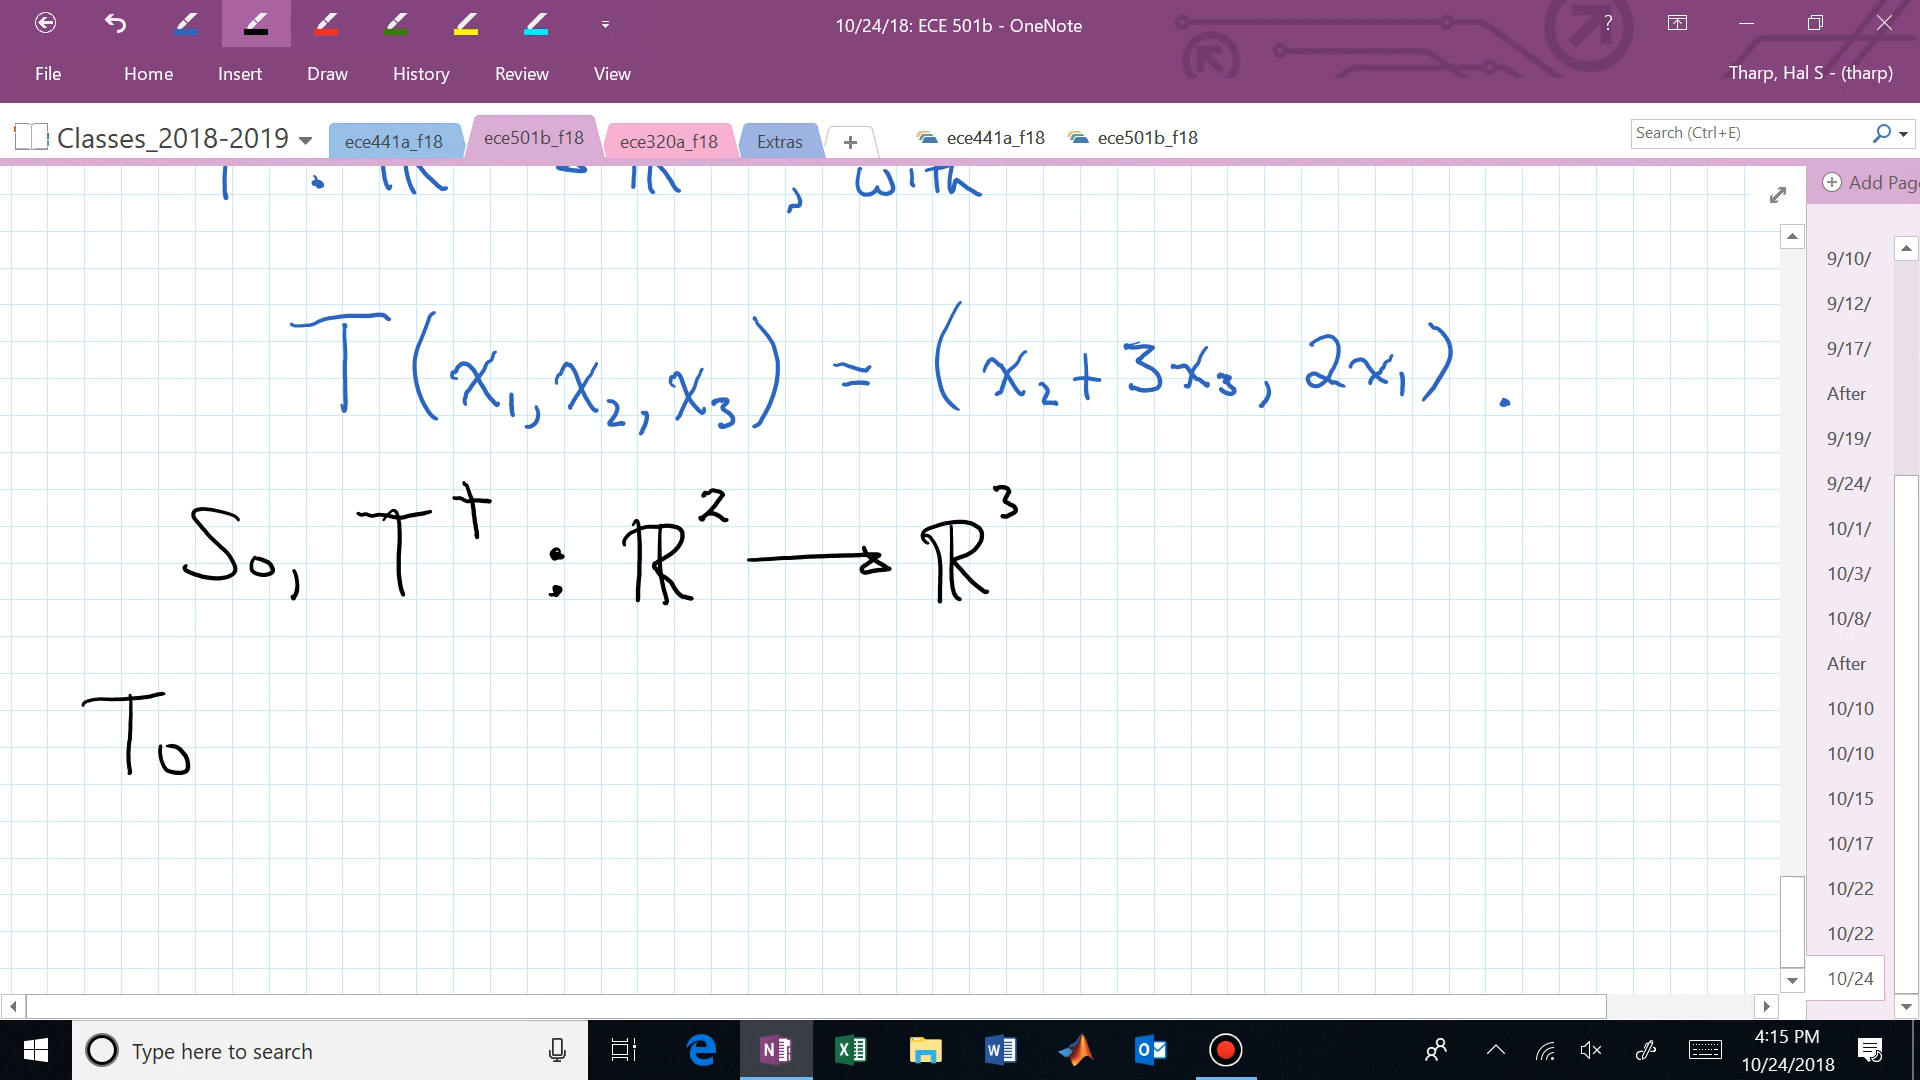 10/24/18: ECE 501b - OneNote
?
File Home Insert Draw History Review View
Tharp, Hal S - (tharp)
Classes_2018-2019
ece441a_f18
ece501b_f18
ece320a_f18
Extras
ece441a_f18
ece501b_f18
Search (Ctrl+E)
, with
T(x₁, x₂, x₃) = (x₂+3x₃, 2x₁).
So, T† : ℝ² → ℝ³
To
Add Page
9/10/
9/12/
9/17/
After
9/19/
9/24/
10/1/
10/3/
10/8/
After
10/10
10/10
10/15
10/17
10/22
10/22
10/24
Type here to search
4:15 PM
10/24/2018